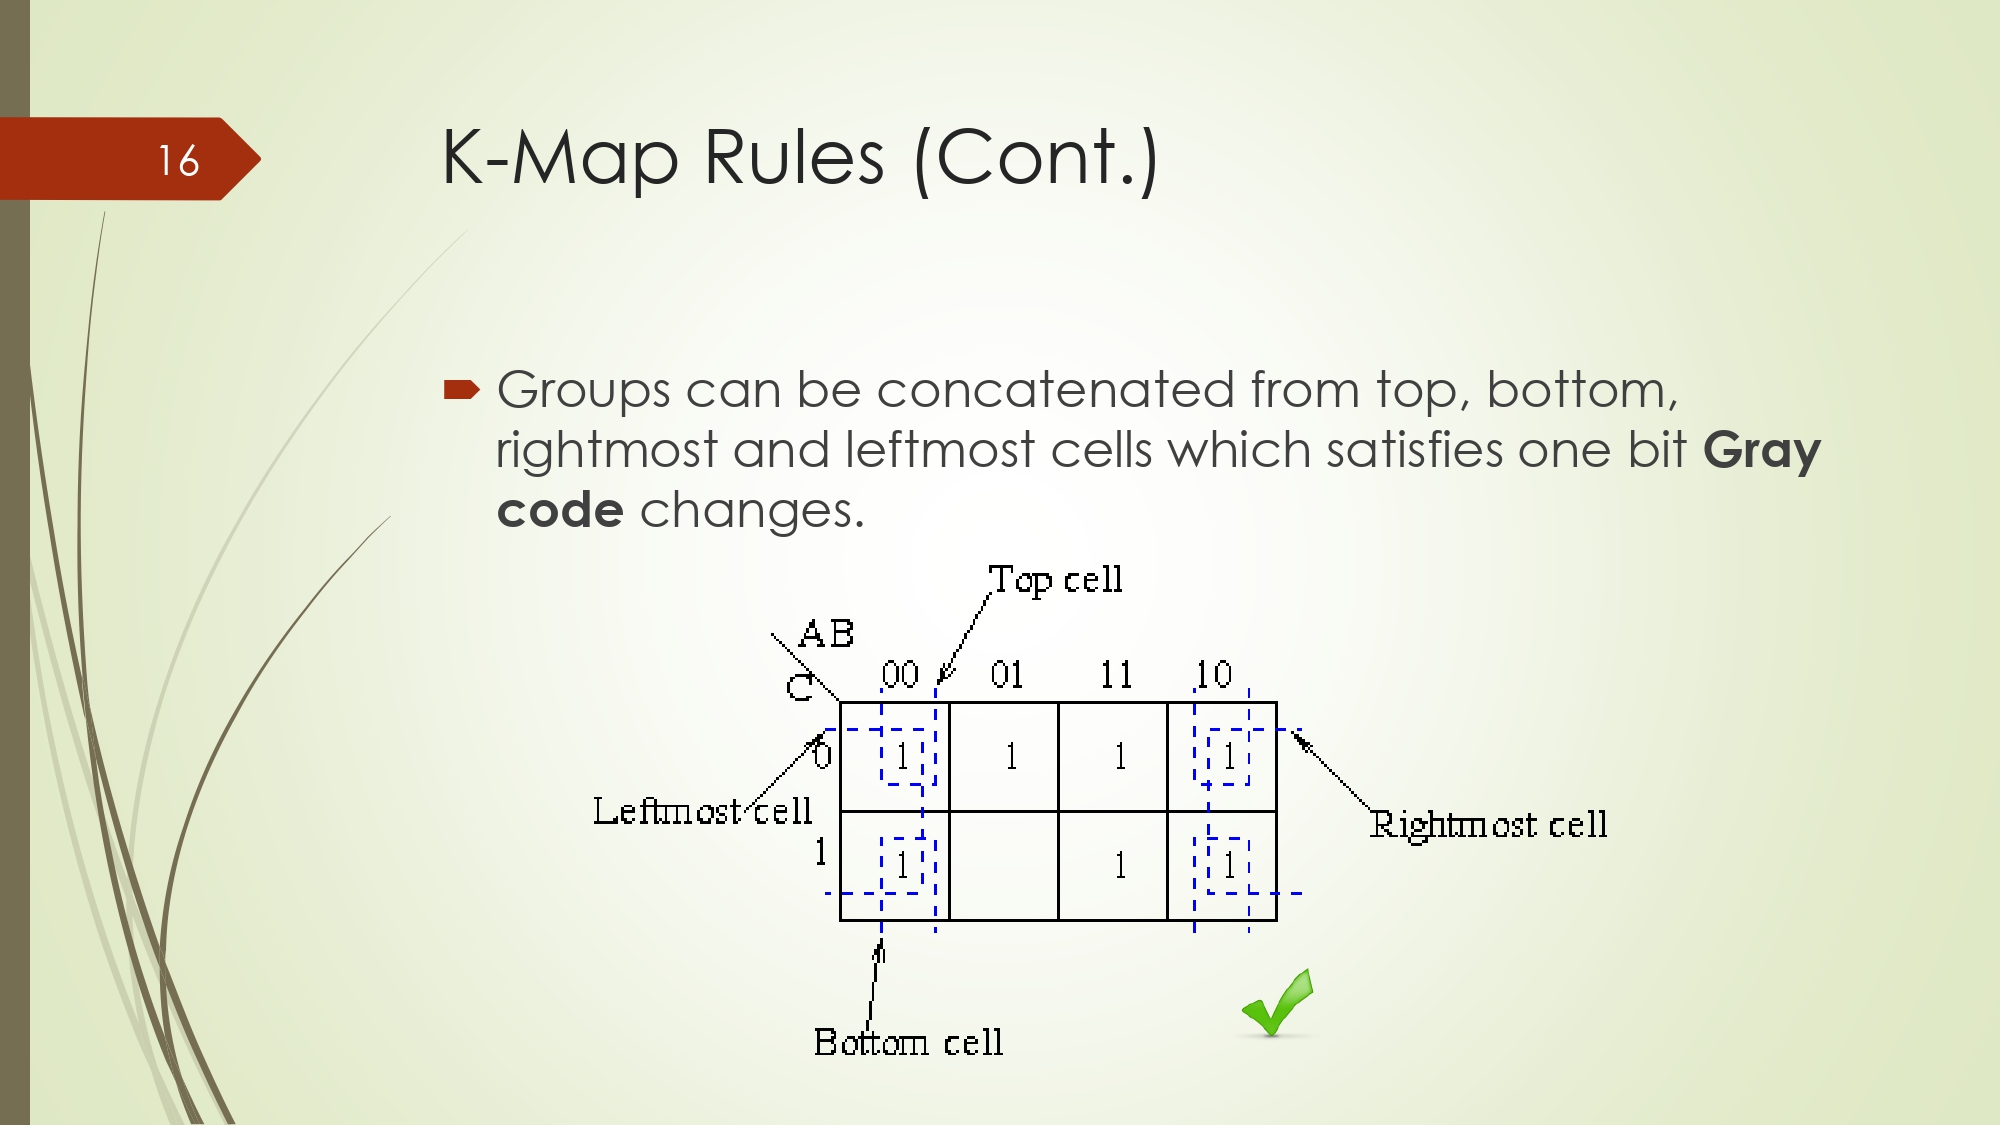 16
K-Map Rules (Cont.)
Groups can be concatenated from top, bottom,
rightmost and leftmost cells which satisfies one bit Gray
code changes.
Top cell
AB
C
00 01 11 10
0 1 1 1 1
Leftmost cell
Rightmost cell
1 1 1 1
Bottom cell